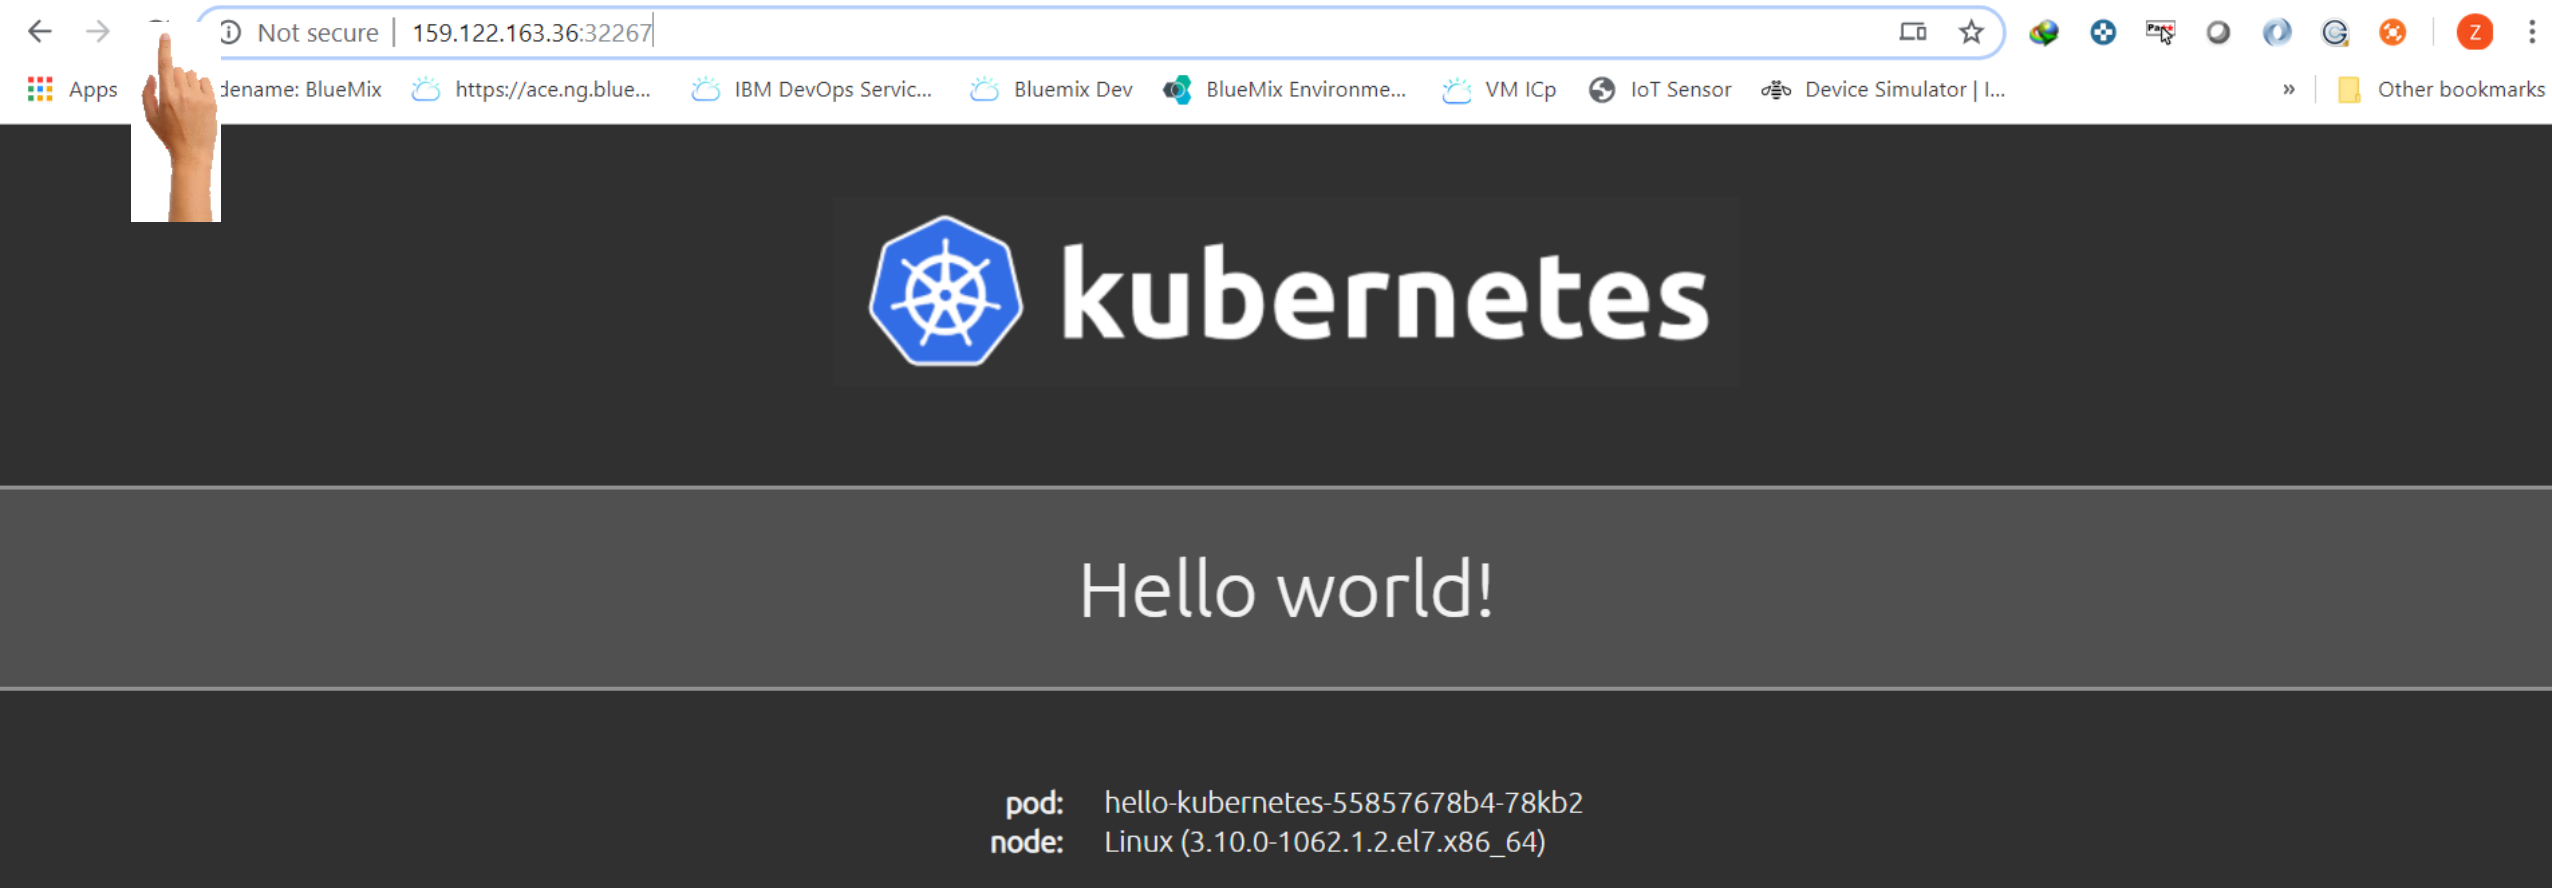 Not secure | 159.122.163.36:32267
Apps dename: BlueMix https://ace.ng.blue... IBM DevOps Servic... Bluemix Dev BlueMix Environme... VM ICp IoT Sensor Device Simulator | I... » Other bookmarks
Z
kubernetes
Hello world!
pod: hello-kubernetes-55857678b4-78kb2
node: Linux (3.10.0-1062.1.2.el7.x86_64)